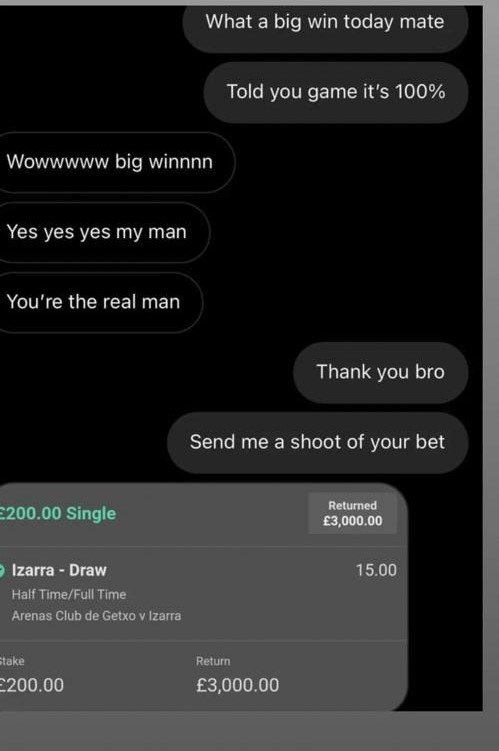 What a big win today mate
Told you game it's 100%
Wowwwww big winnnn
Yes yes yes my man
You're the real man
Thank you bro
Send me a shoot of your bet
£200.00 Single
Returned
£3,000.00
Izarra - Draw
15.00
Half Time/Full Time
Arenas Club de Getxo v Izarra
Stake
Return
£200.00
£3,000.00